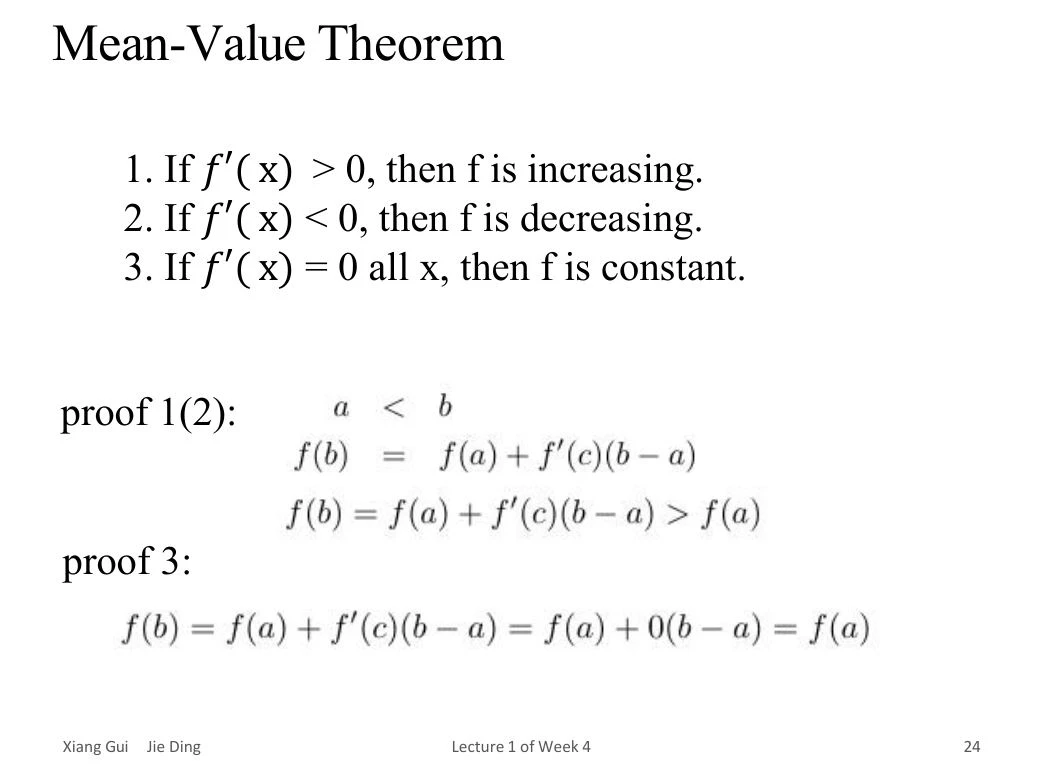 Mean-Value Theorem
1. If f′( x) > 0, then f is increasing.
2. If f′( x) < 0, then f is decreasing.
3. If f′( x) = 0 all x, then f is constant.
proof 1(2): a < b
f(b) = f(a) + f′(c)(b − a)
f(b) = f(a) + f′(c)(b − a) > f(a)
proof 3:
f(b) = f(a) + f′(c)(b − a) = f(a) + 0(b − a) = f(a)
Xiang Gui Jie Ding Lecture 1 of Week 4 24